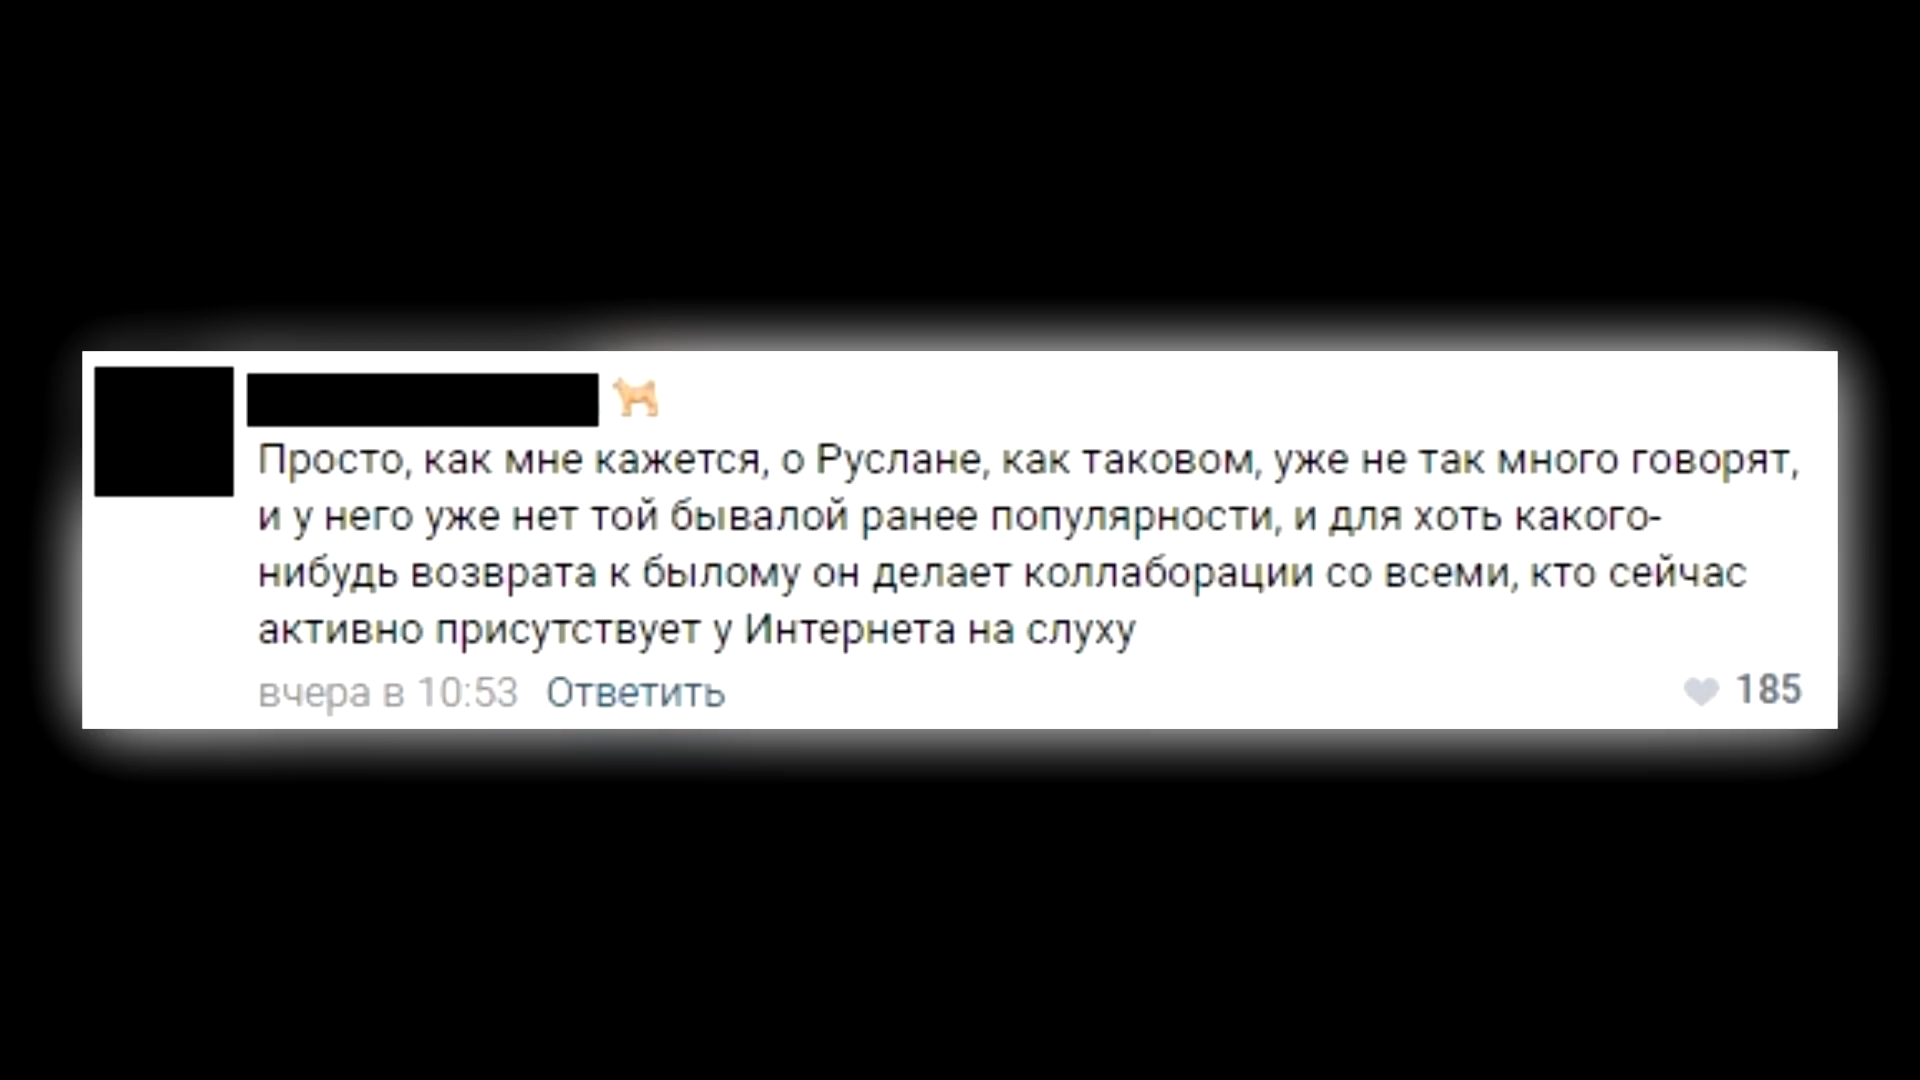 Просто, как мне кажется, о Руслане, как таковом, уже не так много говорят,
и у него уже нет той бывалой ранее популярности, и для хоть какого-
нибудь возврата к былому он делает коллаборации со всеми, кто сейчас
активно присутствует у Интернета на слуху
вчера в 10:53 Ответить 185